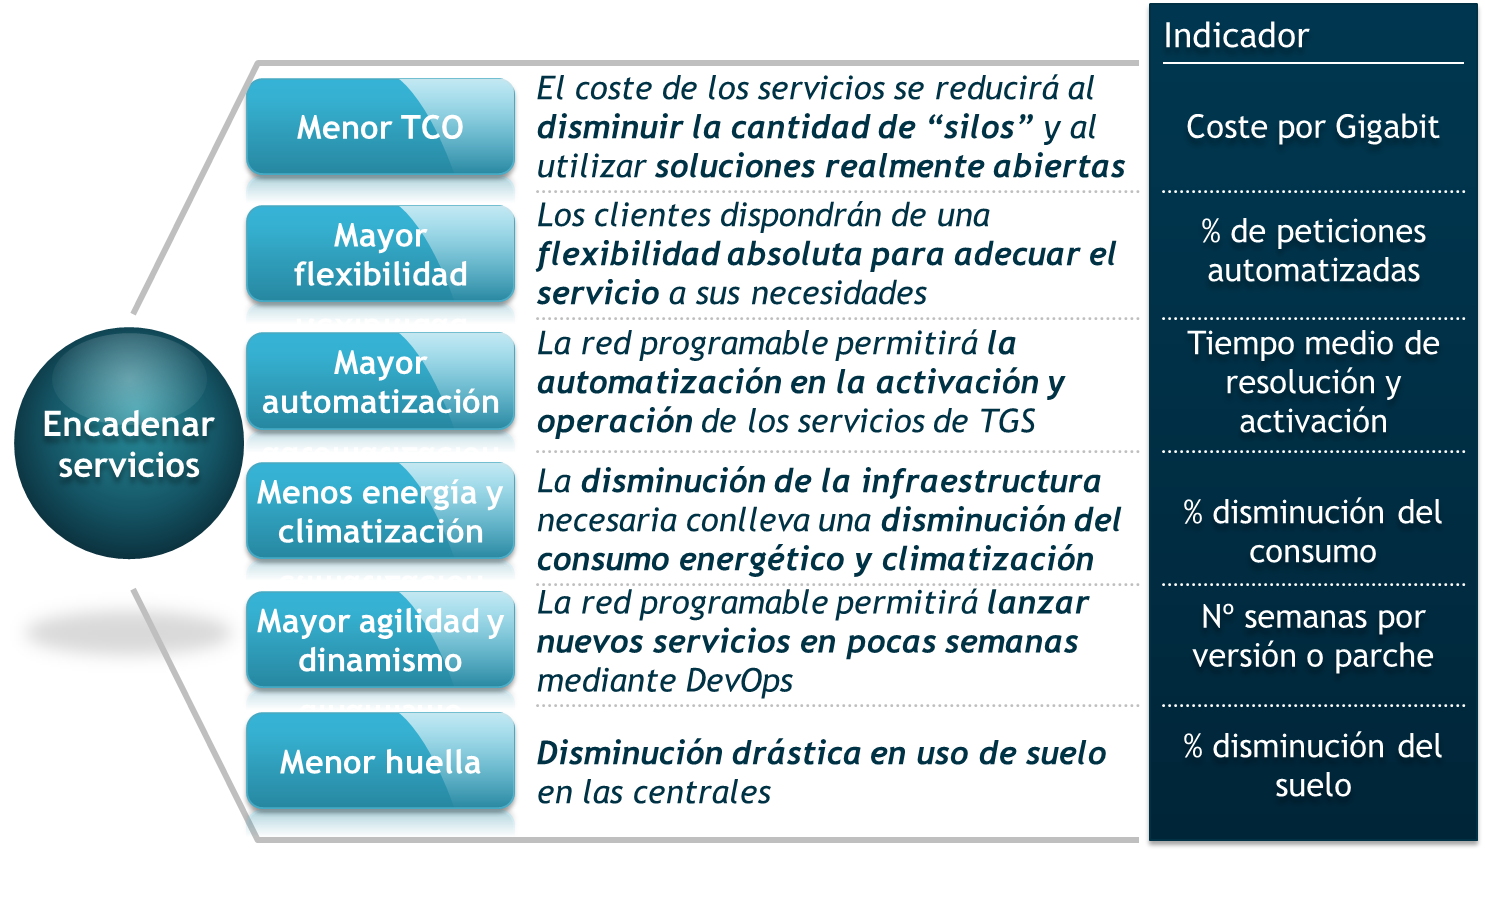 Indicador
Encadenar
servicios
Menor TCO
El coste de los servicios se reducirá al
disminuir la cantidad de “silos” y al
utilizar soluciones realmente abiertas
Coste por Gigabit
Mayor
flexibilidad
Los clientes dispondrán de una
flexibilidad absoluta para adecuar el
servicio a sus necesidades
% de peticiones
automatizadas
Mayor
automatización
La red programable permitirá la
automatización en la activación y
operación de los servicios de TGS
Tiempo medio de
resolución y
activación
Menos energía y
climatización
La disminución de la infraestructura
necesaria conlleva una disminución del
consumo energético y climatización
% disminución del
consumo
Mayor agilidad y
dinamismo
La red programable permitirá lanzar
nuevos servicios en pocas semanas
mediante DevOps
Nº semanas por
versión o parche
Menor huella
Disminución drástica en uso de suelo
en las centrales
% disminución del
suelo